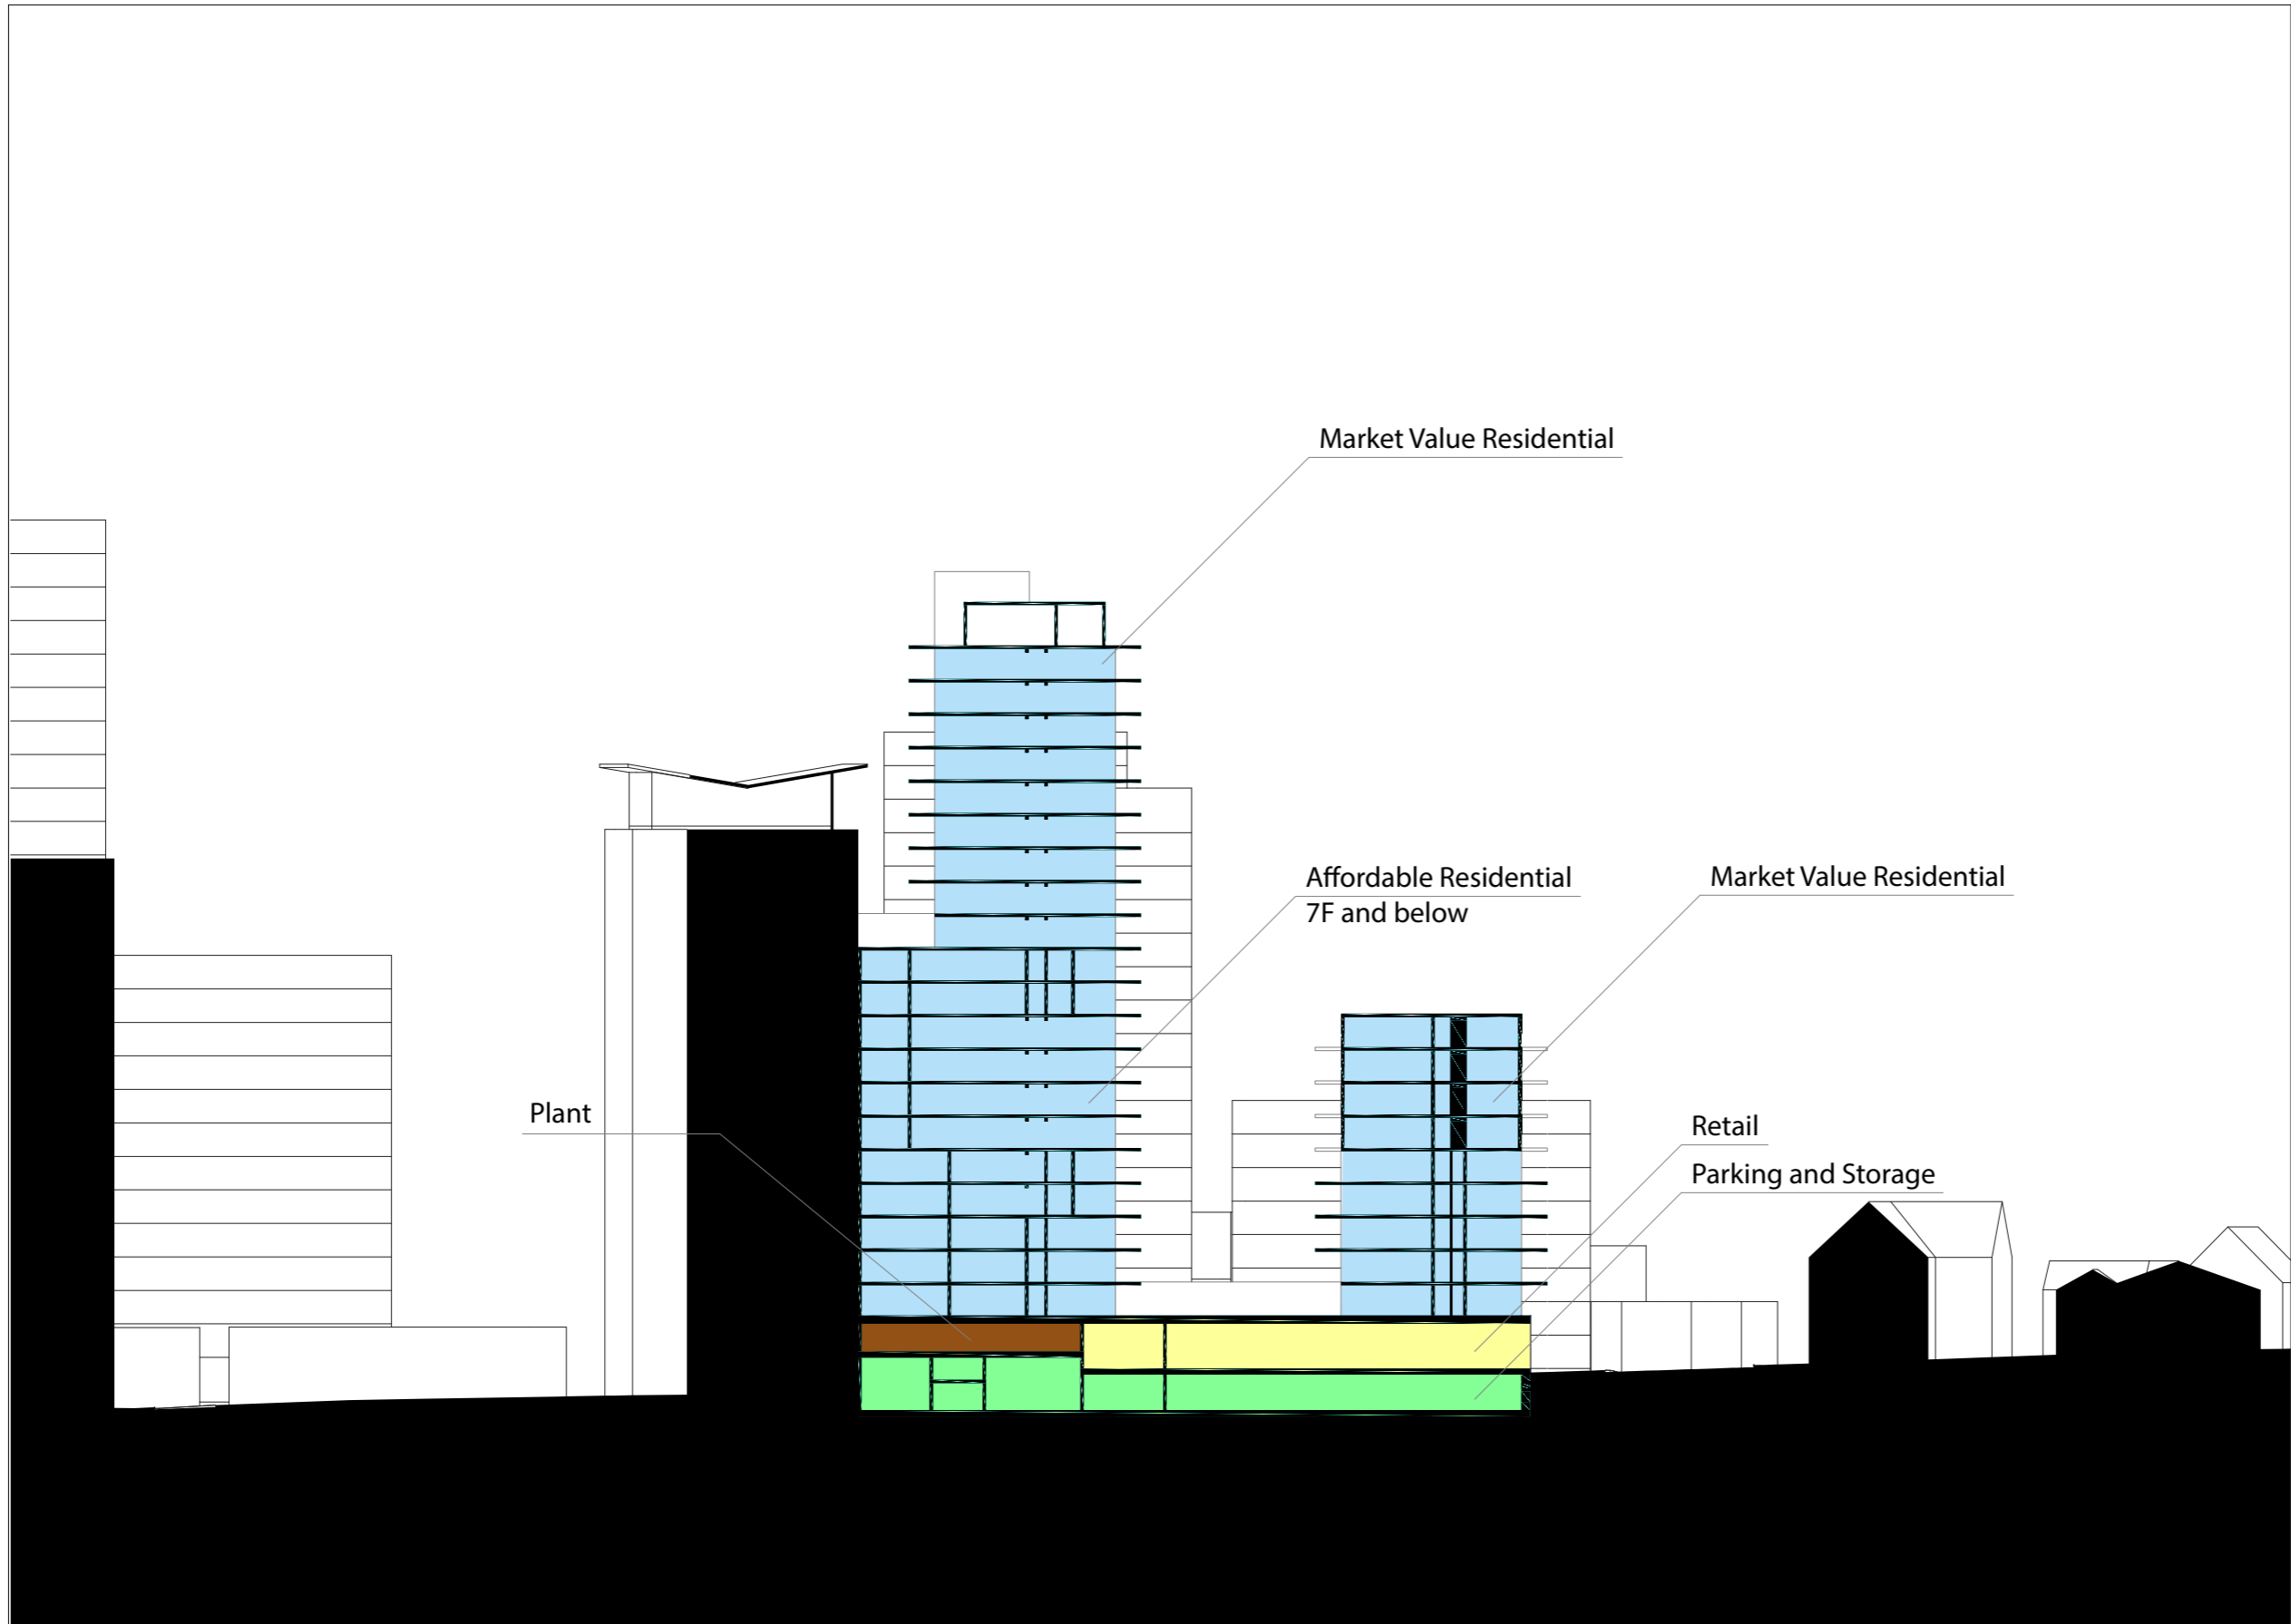 Market Value Residential
Affordable Residential
7F and below
Market Value Residential
Plant
Retail
Parking and Storage